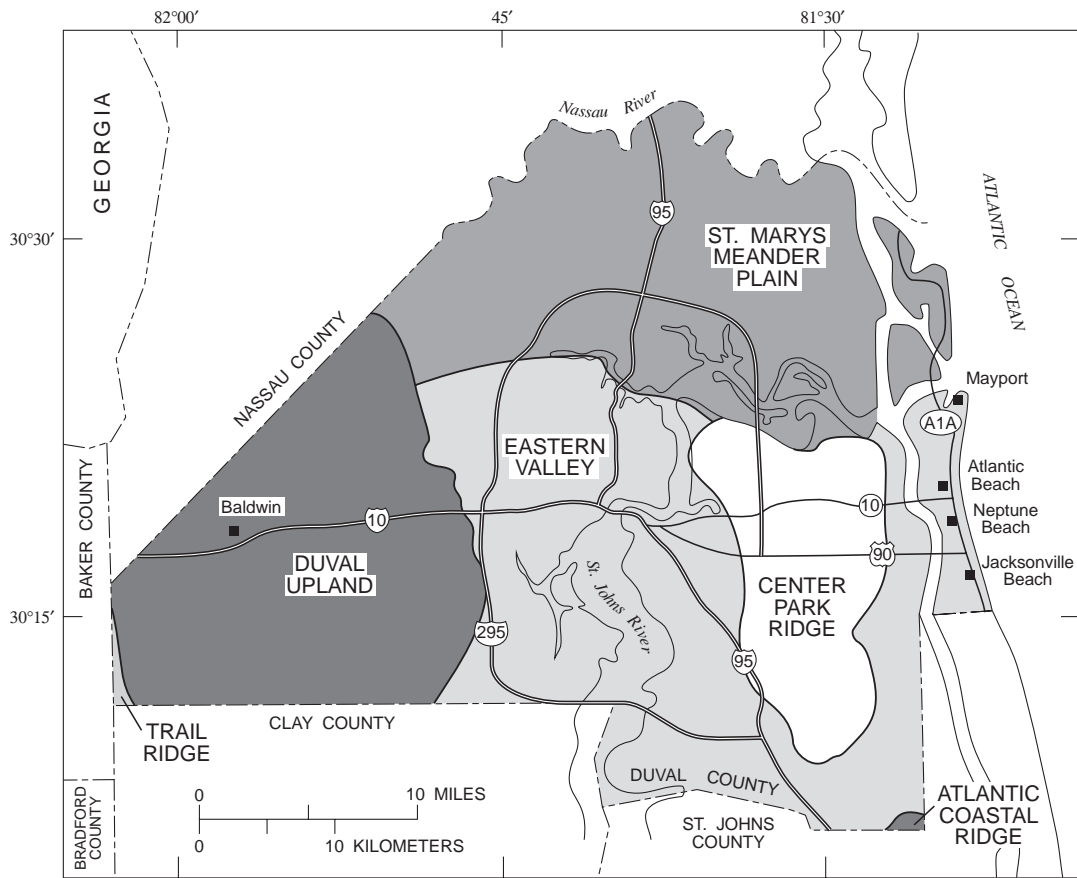 82°00′
45′
81°30′
GEORGIA
Nassau River
95
ATLANTIC OCEAN
30°30′
ST. MARYS
MEANDER
PLAIN
NASSAU COUNTY
Mayport
A1A
EASTERN
VALLEY
Atlantic
Beach
Baldwin
10
10
Neptune
Beach
BAKER COUNTY
DUVAL
UPLAND
90
Jacksonville
Beach
St. Johns River
CENTER
PARK
RIDGE
30°15′
295
95
TRAIL
RIDGE
CLAY COUNTY
DUVAL COUNTY
BRADFORD
COUNTY
0 10 MILES
0 10 KILOMETERS
ST. JOHNS
COUNTY
ATLANTIC
COASTAL
RIDGE